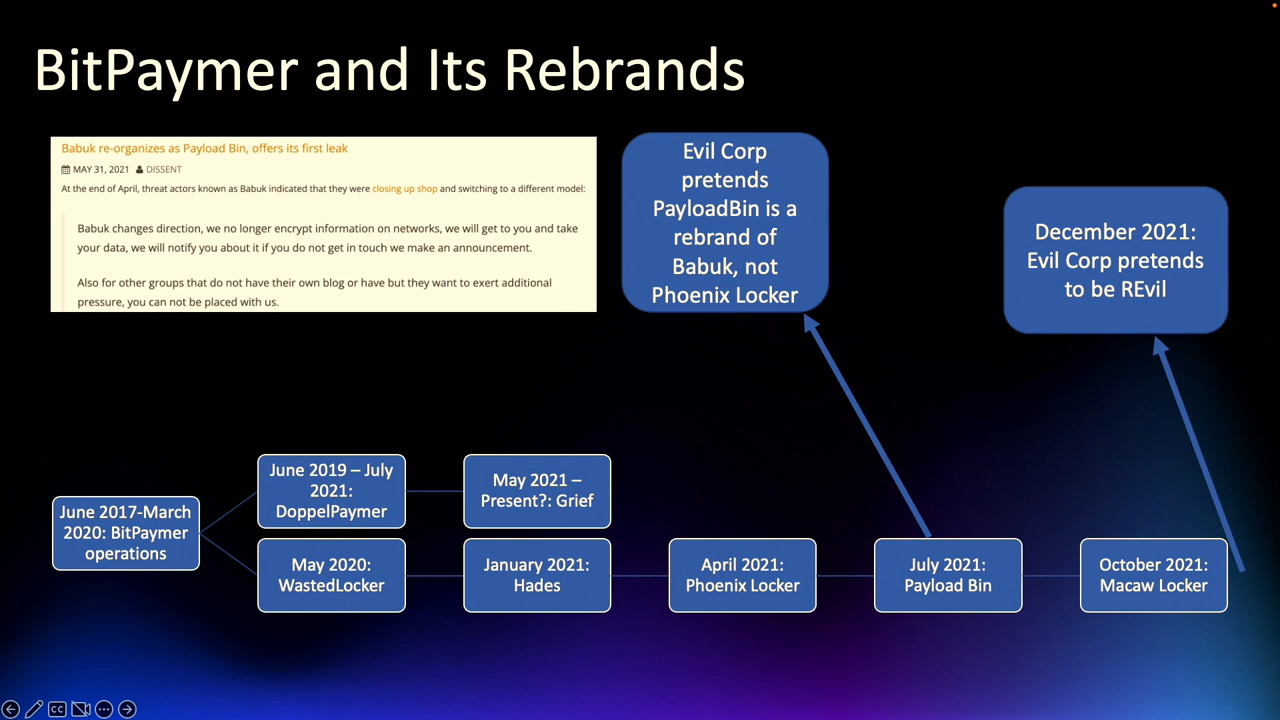 BitPaymer and Its Rebrands
Babuk re-organizes as Payload Bin, offers its first leak
MAY 31, 2021 DISSENT
At the end of April, threat actors known as Babuk indicated that they were closing up shop and switching to a different model:
Babuk changes direction, we no longer encrypt information on networks, we will get to you and take
your data, we will notify you about it if you do not get in touch we make an announcement.
Also for other groups that do not have their own blog or have but they want to exert additional
pressure, you can not be placed with us.
Evil Corp
pretends
PayloadBin is a
rebrand of
Babuk, not
Phoenix Locker
December 2021:
Evil Corp pretends
to be REvil
June 2017-March
2020: BitPaymer
operations
June 2019 – July
2021:
DoppelPaymer
May 2021 –
Present?: Grief
May 2020:
WastedLocker
January 2021:
Hades
April 2021:
Phoenix Locker
July 2021:
Payload Bin
October 2021:
Macaw Locker
CC